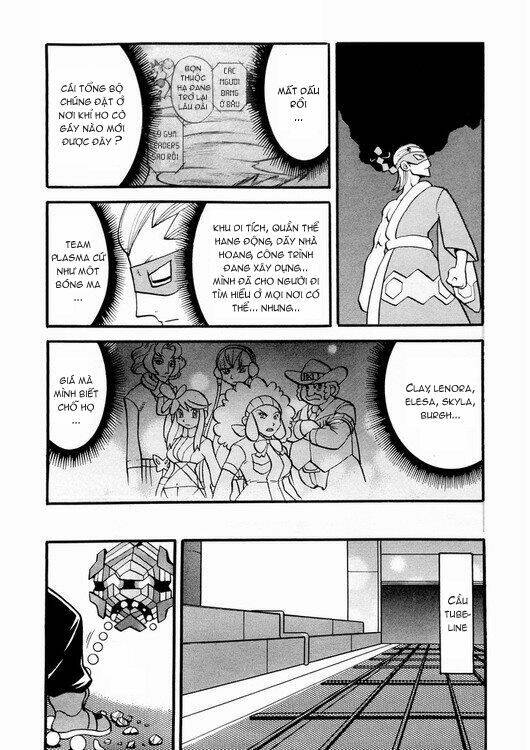 MẤT DẤU
RỒI
...
CÁC
NGƯƠI
ĐANG
Ở ĐÂU
BỌN
THUỘC
HẠ ĐANG
TRỞ LẠI
LÂU ĐÀI
CÁI TỔNG BỘ
CHÚNG ĐẶT Ở
NƠI KHỈ HO CÒ
GÁY NÀO MỚI
ĐƯỢC ĐÂY ?
GYM
LEADERS
SAO RỒI
KHU DI TÍCH, QUẦN THỂ
HANG ĐỘNG, DÃY NHÀ
HOANG, CÔNG TRÌNH
ĐANG XÂY DỰNG...
MÌNH ĐÃ CHO NGƯỜI ĐI
TÌM HIỂU Ở MỌI NƠI CÓ
THỂ... NHƯNG...
TEAM
PLASMA CỨ
NHƯ MỘT
BÓNG MA
...
CLAY, LENORA,
ELESA, SKYLA,
BURGH...
GIÁ MÀ
MÌNH BIẾT
CHỖ HỌ
...
CẦU
TUBE-
LINE